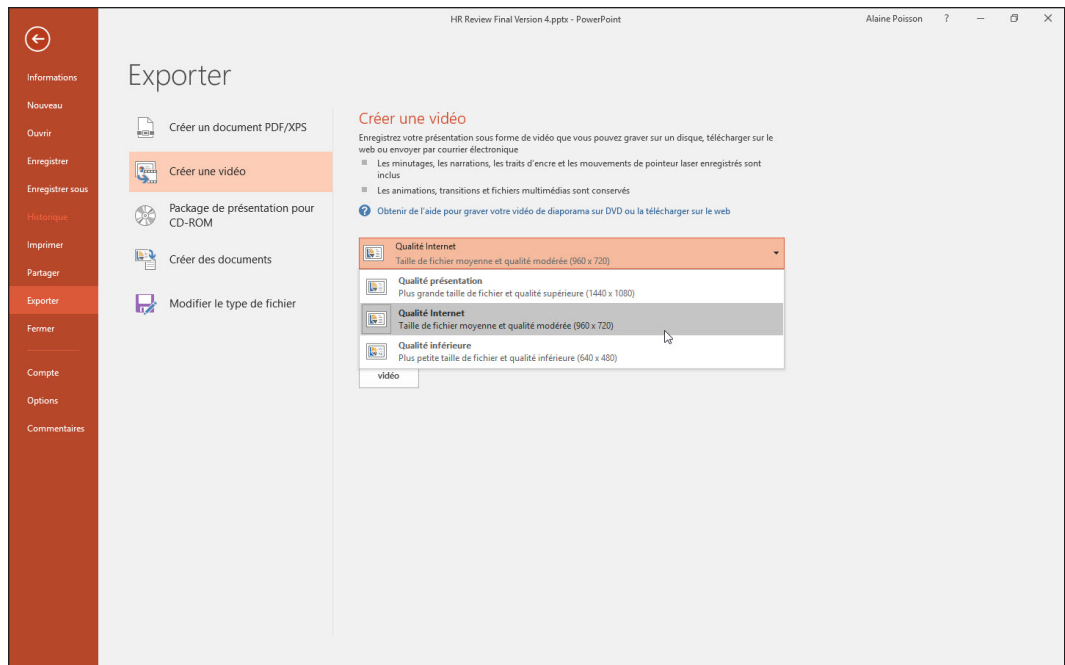 HR Review Final Version 4.pptx - PowerPoint
Alaine Poisson ?
Informations
Nouveau
Ouvrir
Enregistrer
Enregistrer sous
Historique
Imprimer
Partager
Exporter
Fermer
Compte
Options
Commentaires
Exporter
Créer un document PDF/XPS
Créer une vidéo
Package de présentation pour
CD-ROM
Créer des documents
Modifier le type de fichier
Créer une vidéo
Enregistrez votre présentation sous forme de vidéo que vous pouvez graver sur un disque, télécharger sur le
web ou envoyer par courrier électronique
Les minutages, les narrations, les traits d'encre et les mouvements de pointeur laser enregistrés sont
inclus
Les animations, transitions et fichiers multimédias sont conservés
Obtenir de l'aide pour graver votre vidéo de diaporama sur DVD ou la télécharger sur le web
Qualité Internet
Taille de fichier moyenne et qualité modérée (960 x 720)
Qualité présentation
Plus grande taille de fichier et qualité supérieure (1440 x 1080)
Qualité Internet
Taille de fichier moyenne et qualité modérée (960 x 720)
Qualité inférieure
Plus petite taille de fichier et qualité inférieure (640 x 480)
vidéo